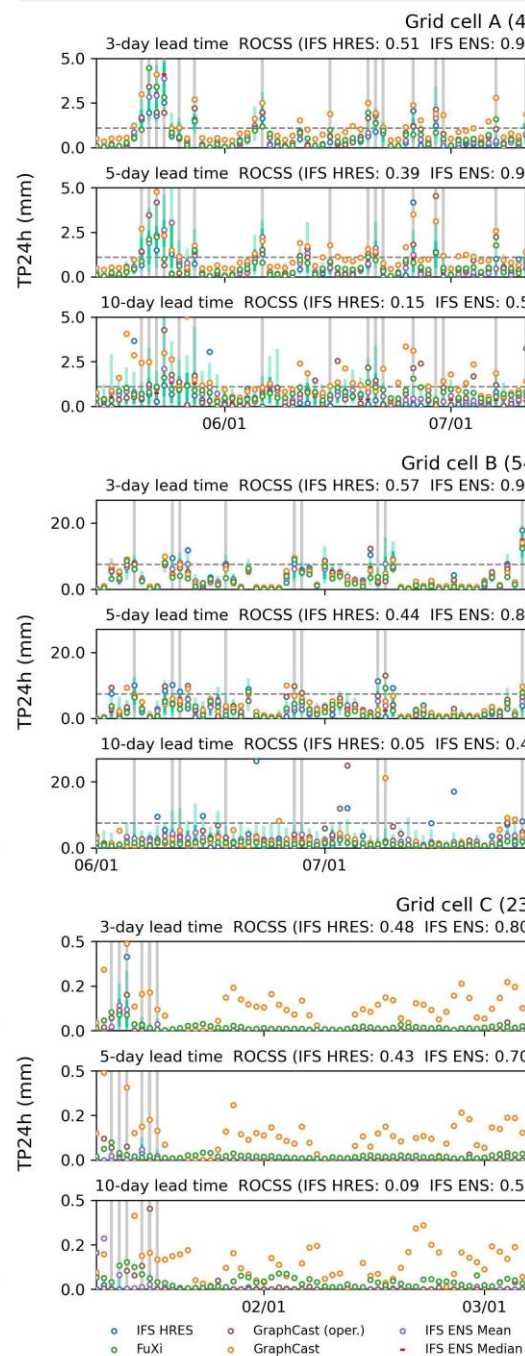 Grid cell A (4
3-day lead time ROCSS (IFS HRES: 0.51 IFS ENS: 0.9
5.0
2.5
0.0
5-day lead time ROCSS (IFS HRES: 0.39 IFS ENS: 0.9
5.0
TP24h (mm)
2.5
0.0
10-day lead time ROCSS (IFS HRES: 0.15 IFS ENS: 0.5
5.0
2.5
0.0
06/01 07/01
Grid cell B (54
3-day lead time ROCSS (IFS HRES: 0.57 IFS ENS: 0.9
20.0
0.0
5-day lead time ROCSS (IFS HRES: 0.44 IFS ENS: 0.8
TP24h (mm)
20.0
0.0
10-day lead time ROCSS (IFS HRES: 0.05 IFS ENS: 0.4
20.0
0.0
06/01 07/01
Grid cell C (23
3-day lead time ROCSS (IFS HRES: 0.48 IFS ENS: 0.80
0.5
0.2
0.0
5-day lead time ROCSS (IFS HRES: 0.43 IFS ENS: 0.70
0.5
TP24h (mm)
0.2
0.0
10-day lead time ROCSS (IFS HRES: 0.09 IFS ENS: 0.5
0.5
0.2
0.0
02/01 03/01
IFS HRES GraphCast (oper.) IFS ENS Mean
FuXi GraphCast IFS ENS Median